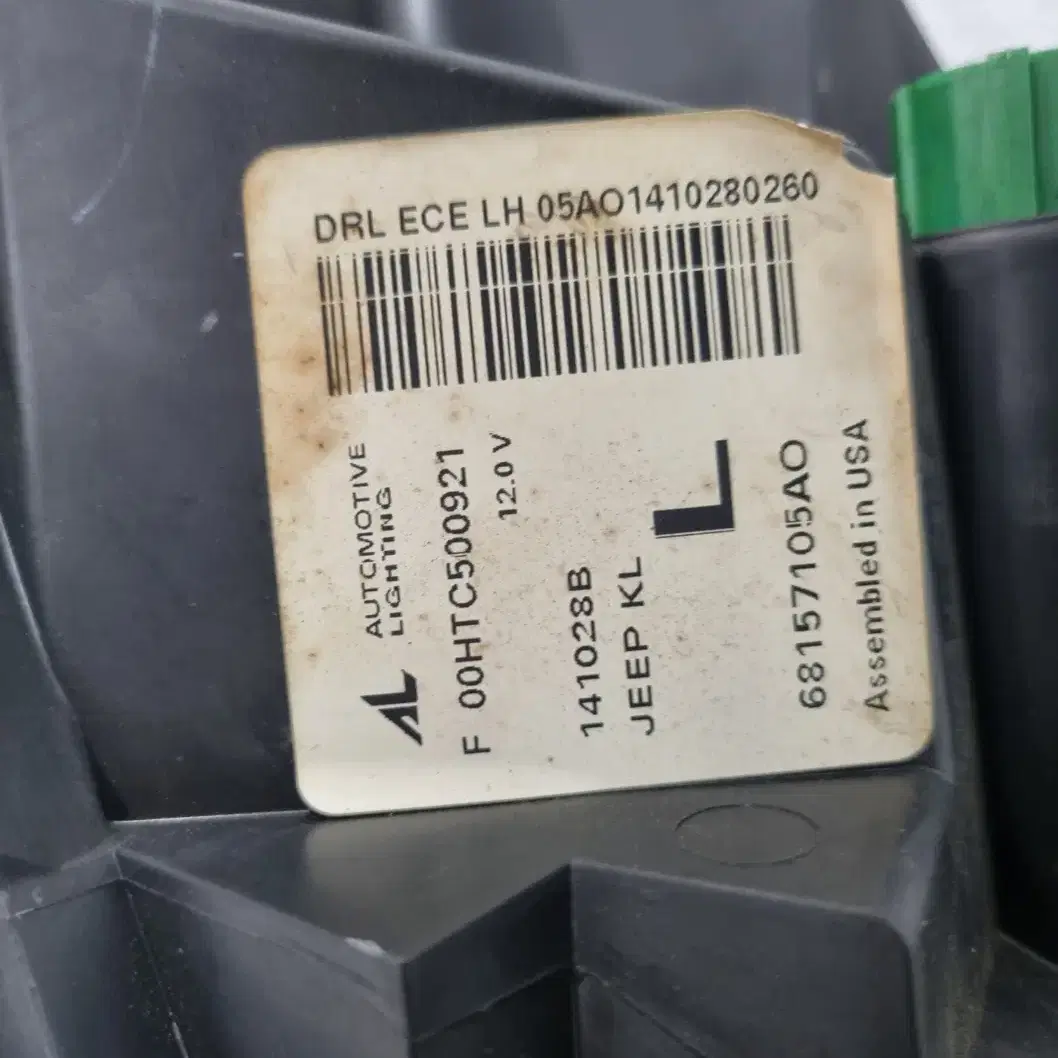 DRL ECE LH 05AO1410280260
AL
AUTOMOTIVE
LIGHTING
F 00HTC500921
12.0 V
141028B
JEEP KL
L
68157105AO
Assembled in USA